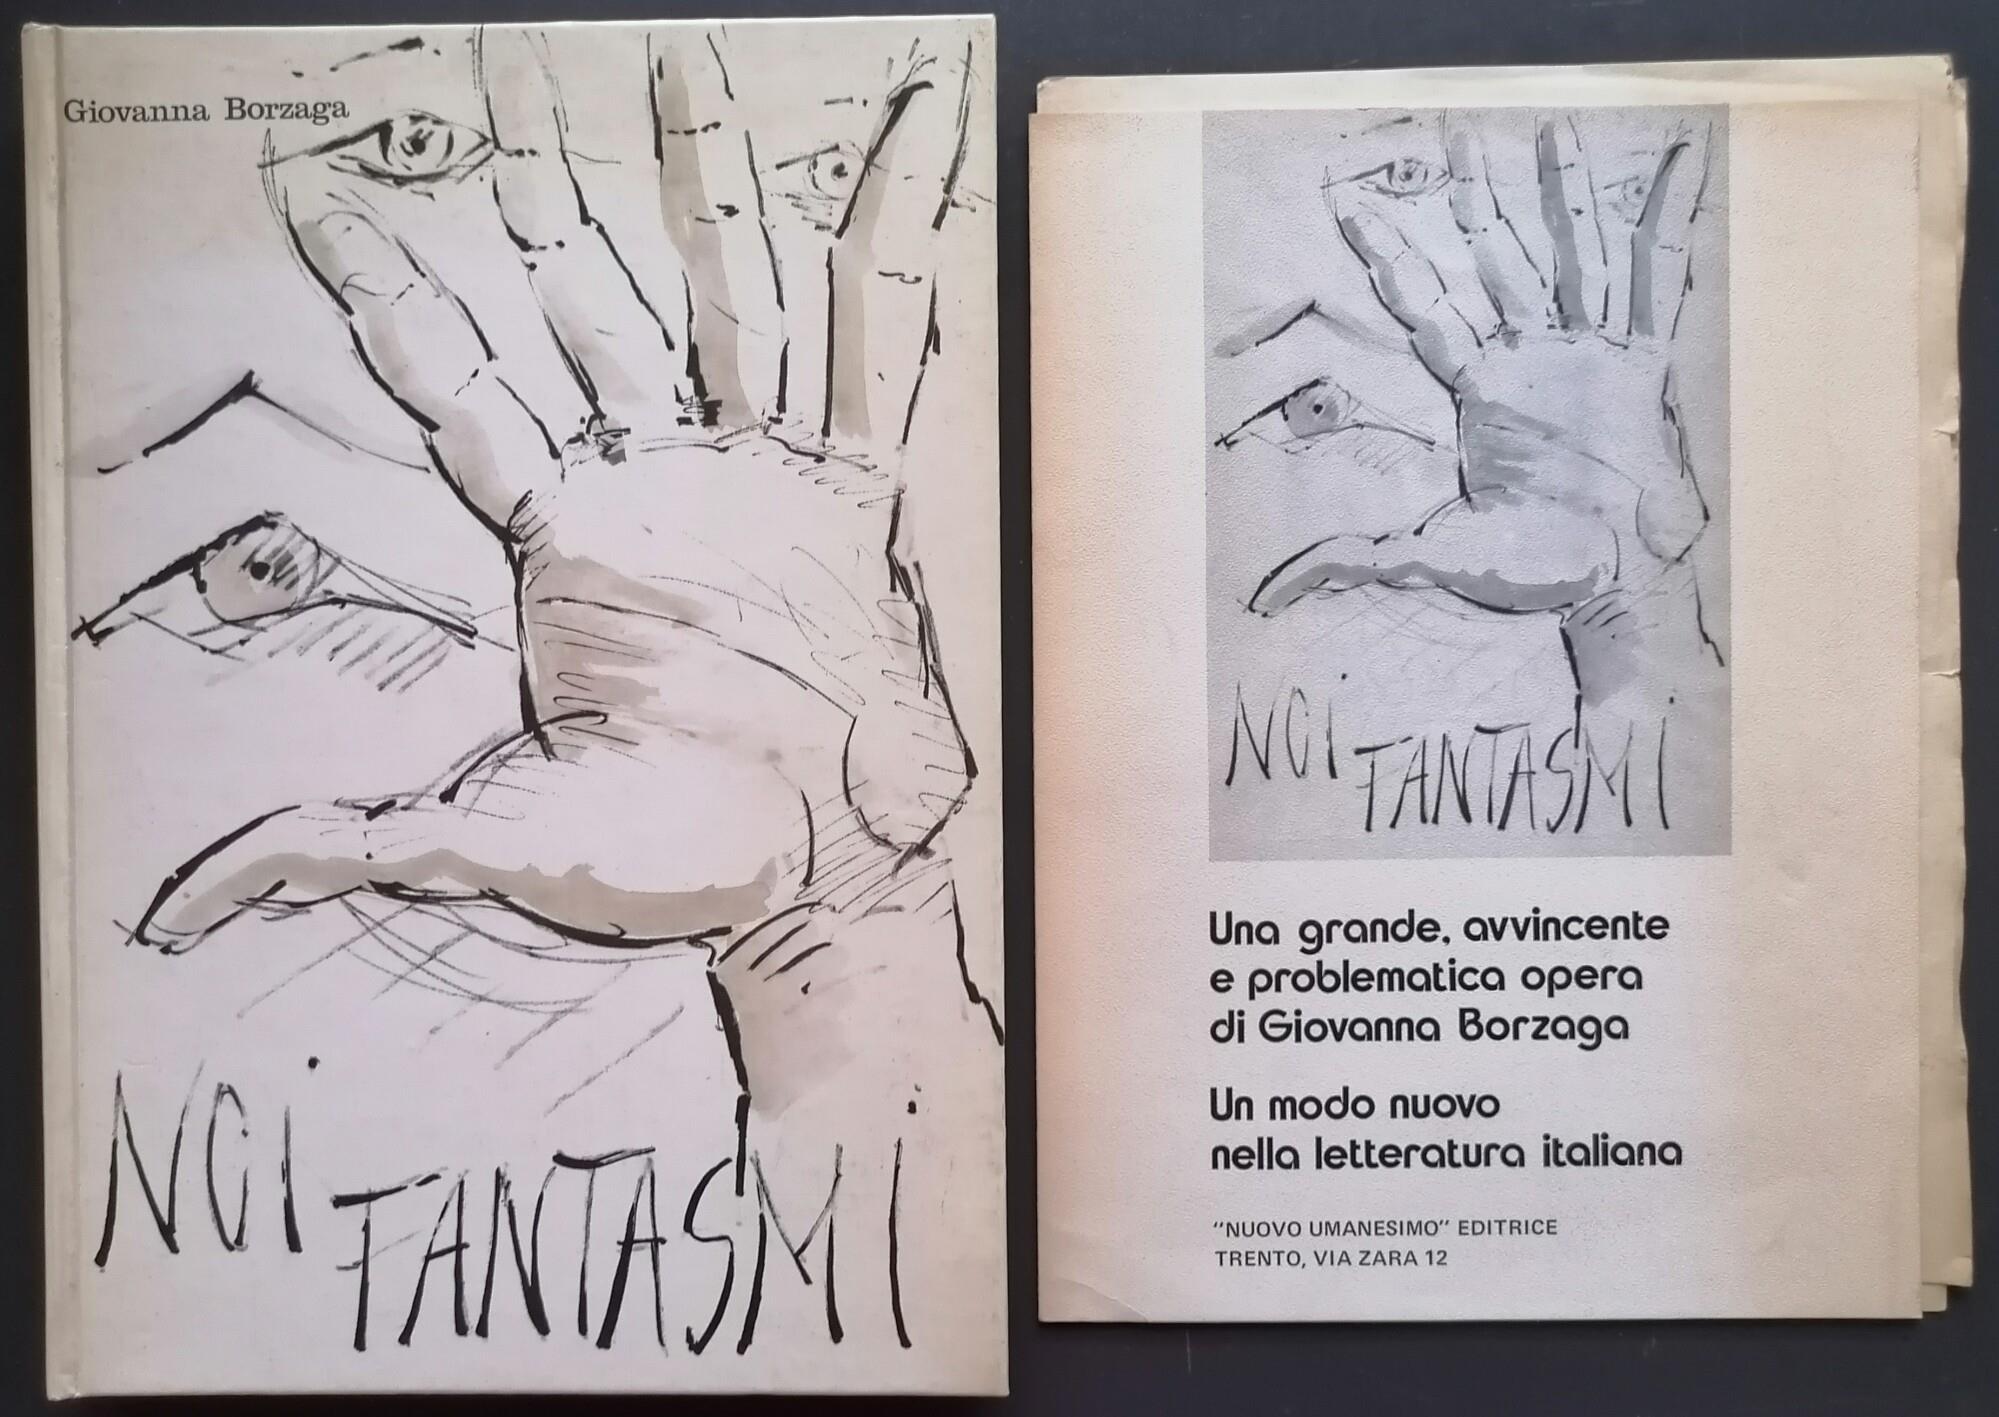 Giovanna Borzaga
NOi
FANTASMi
NOi
FANTASMi
Una grande, avvincente
e problematica opera
di Giovanna Borzaga
Un modo nuovo
nella letteratura italiana
"NUOVO UMANESIMO" EDITRICE
TRENTO, VIA ZARA 12